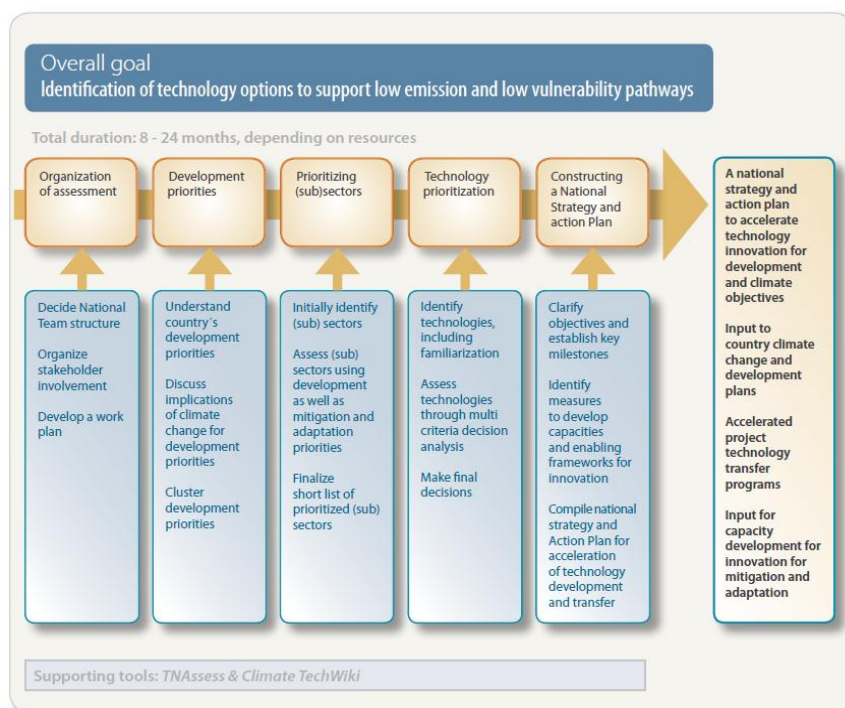 Overall goal
Identification of technology options to support low emission and low vulnerability pathways
Total duration: 8 - 24 months, depending on resources
Organization
of assessment
Development
priorities
Prioritizing
(sub)sectors
Technology
prioritization
Constructing
a National
Strategy and
action Plan
Decide National
Team structure
Organize
stakeholder
involvement
Develop a work
plan
Understand
country´s
development
priorities
Discuss
implications
of climate
change for
development
priorities
Cluster
development
priorities
Initially identify
(sub) sectors
Assess (sub)
sectors using
development
as well as
mitigation and
adaptation
priorities
Finalize
short list of
prioritized (sub)
sectors
Identify
technologies,
including
familiarization
Assess
technologies
through multi
criteria decision
analysis
Make final
decisions
Clarify
objectives and
establish key
milestones
Identify
measures
to develop
capacities
and enabling
frameworks for
innovation
Compile national
strategy and
Action Plan for
acceleration
of technology
development
and transfer
A national
strategy and
action plan
to accelerate
technology
innovation for
development
and climate
objectives
Input to
country climate
change and
development
plans
Accelerated
project
technology
transfer
programs
Input for
capacity
development for
innovation for
mitigation and
adaptation
Supporting tools: TNAssess & Climate TechWiki